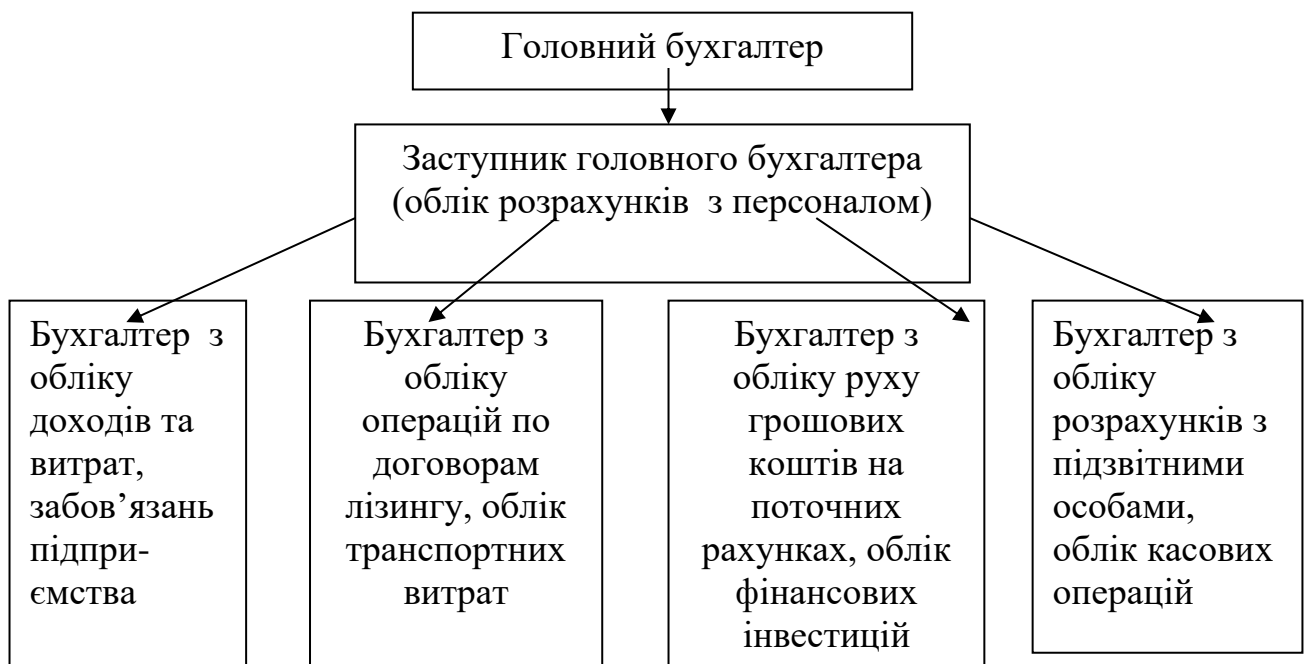 Головний бухгалтер
Заступник головного бухгалтера
(облік розрахунків з персоналом)
Бухгалтер з
обліку
доходів та
витрат,
забов’язань
підпри-
ємства
Бухгалтер з
обліку
операцій по
договорам
лізингу, облік
транспортних
витрат
Бухгалтер з
обліку руху
грошових
коштів на
поточних
рахунках, облік
фінансових
інвестицій
Бухгалтер з
обліку
розрахунків з
підзвітними
особами,
облік касових
операцій